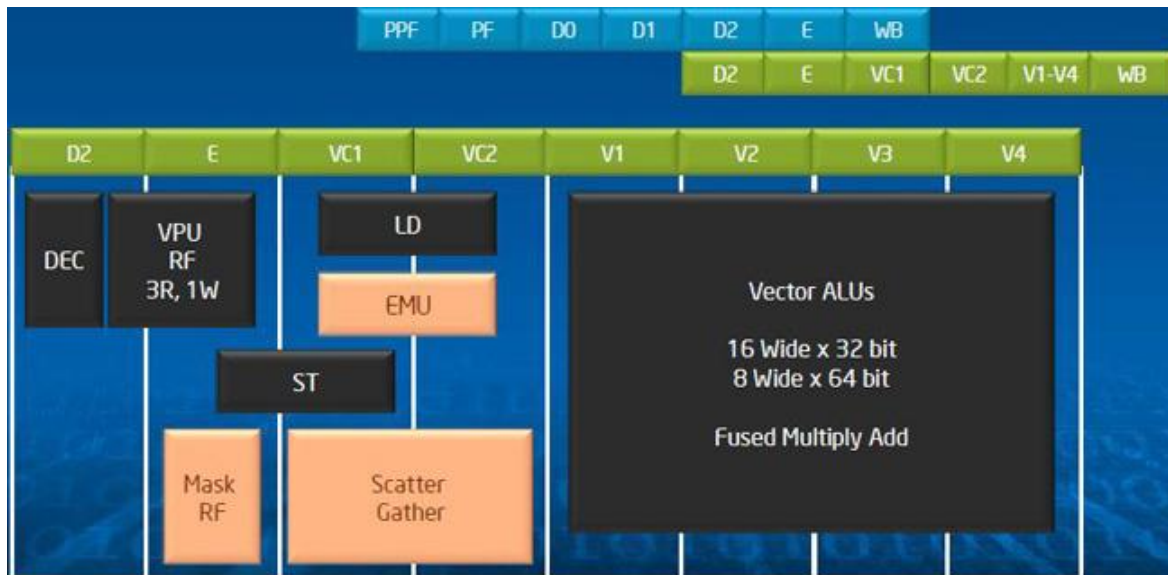 PPF PF D0 D1 D2 E WB
D2 E VC1 VC2 V1-V4 WB
D2 E VC1 VC2 V1 V2 V3 V4
DEC
VPU
RF
3R, 1W
LD
EMU
ST
Mask
RF
Scatter
Gather
Vector ALUs
16 Wide x 32 bit
8 Wide x 64 bit
Fused Multiply Add